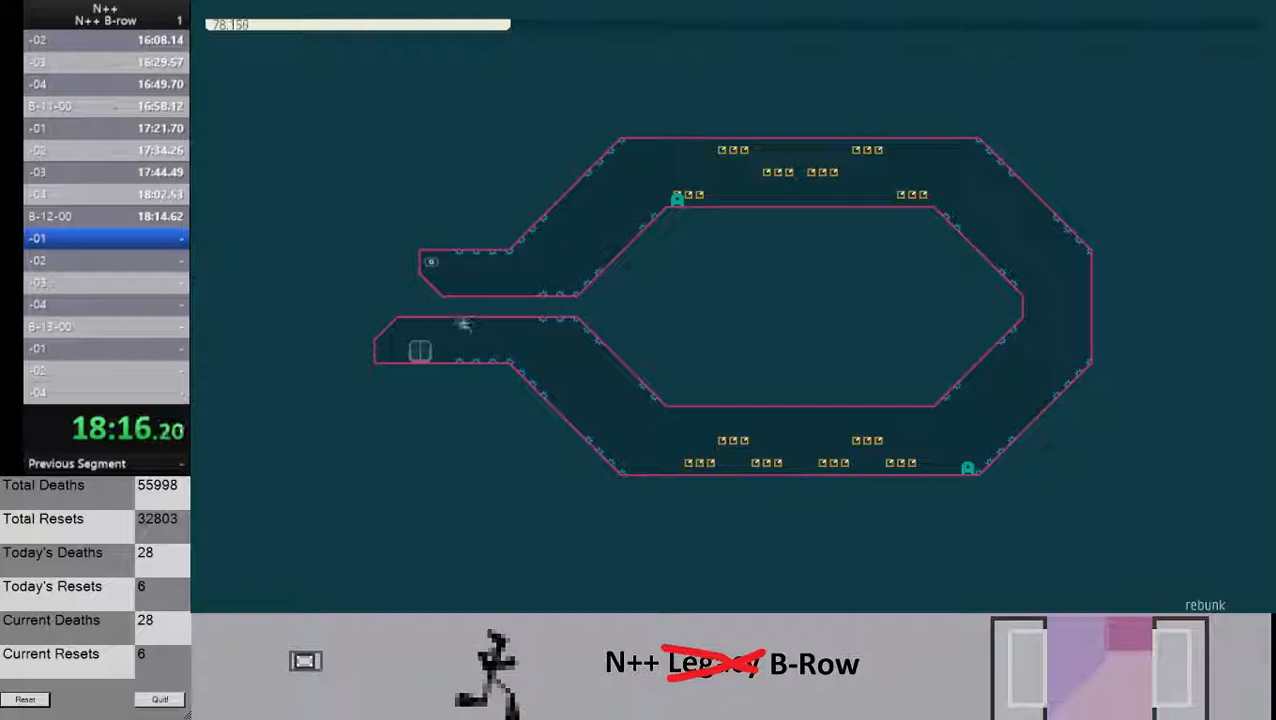 N++
N++ B-row 1
-02 16:08.14
-03 16:29.57
-04 16:49.70
B-11-00 16:58.12
-01 17:21.70
-02 17:34.26
-03 17:44.49
-04 18:02.53
B-12-00 18:14.62
-01 -
-02 -
-03 -
-04 -
B-13-00 -
-01 -
-02 -
-04 -
18:16.20
Previous Segment -
Total Deaths 55998
Total Resets 32803
Today's Deaths 28
Today's Resets 6
Current Deaths 28
Current Resets 6
Reset Quit!
78.150
rebunk
N++ Legacy B-Row